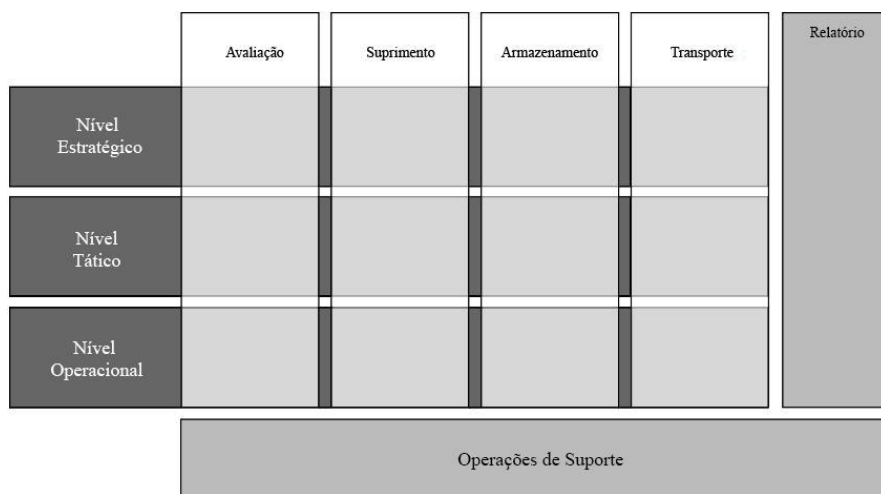 Avaliação
Suprimento
Armazenamento
Transporte
Relatório
Nível
Estratégico
Nível
Tático
Nível
Operacional
Operações de Suporte